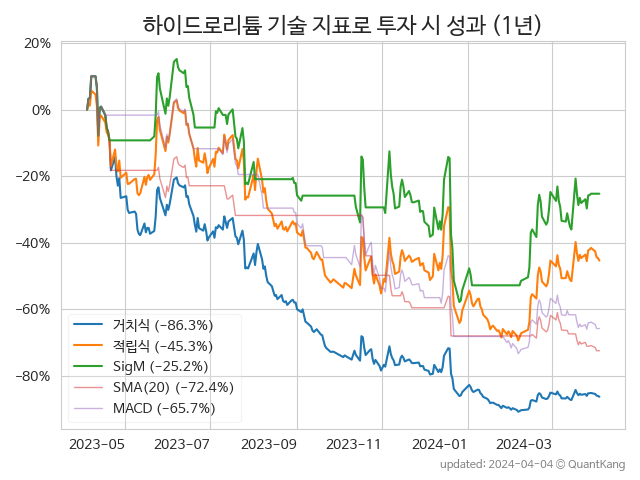 하이드로리튬 기술 지표로 투자 시 성과 (1년)
20%
0%
−20%
−40%
−60%
−80%
거치식 (−86.3%)
적립식 (−45.3%)
SigM (−25.2%)
SMA(20) (−72.4%)
MACD (−65.7%)
2023−05
2023−07
2023−09
2023−11
2024−01
2024−03
updated: 2024−04−04 ⓒ QuantKang